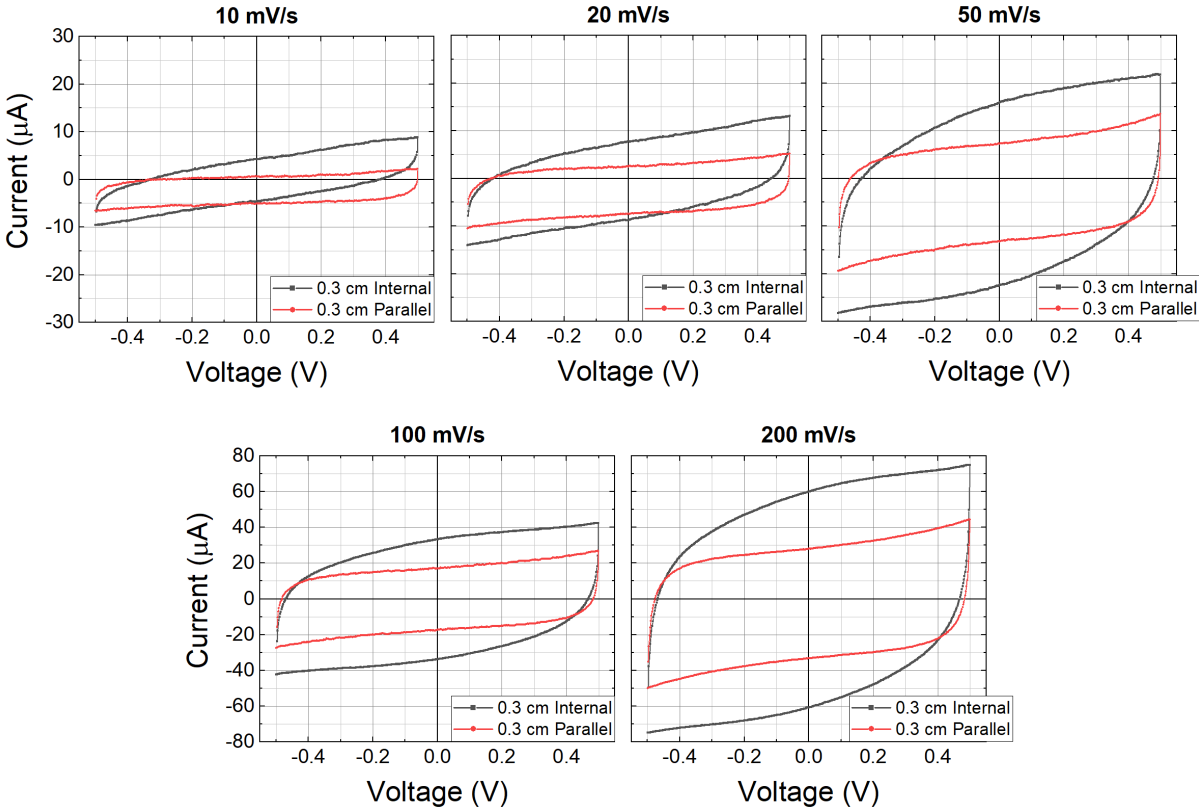 10 mV/s
20 mV/s
50 mV/s
30
20
10
0
-10
-20
-30
Current (μA)
0.3 cm Internal
0.3 cm Parallel
0.3 cm Internal
0.3 cm Parallel
0.3 cm Internal
0.3 cm Parallel
-0.4 -0.2 0.0 0.2 0.4
-0.4 -0.2 0.0 0.2 0.4
-0.4 -0.2 0.0 0.2 0.4
Voltage (V)
Voltage (V)
Voltage (V)
100 mV/s
200 mV/s
80
60
40
20
0
-20
-40
-60
-80
Current (μA)
0.3 cm Internal
0.3 cm Parallel
0.3 cm Internal
0.3 cm Parallel
-0.4 -0.2 0.0 0.2 0.4
-0.4 -0.2 0.0 0.2 0.4
Voltage (V)
Voltage (V)